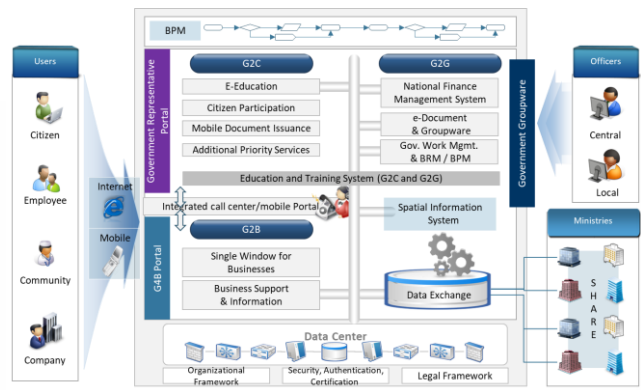 BPM
Users
Citizen
Employee
Community
Company
Internet
Mobile
Government Representative
Portal
G4B Portal
G2C
E-Education
Citizen Participation
Mobile Document Issuance
Additional Priority Services
G2G
National Finance
Management System
e-Document
& Groupware
Gov. Work Mgmt.
& BRM / BPM
Education and Training System (G2C and G2G)
Integrated call center/mobile Portal
G2B
Single Window for
Businesses
Business Support
& Information
Spatial Information
System
Data Exchange
Government Groupware
Officers
Central
Local
Ministries
SHARE
Data Center
Organizational
Framework
Security, Authentication,
Certification
Legal Framework